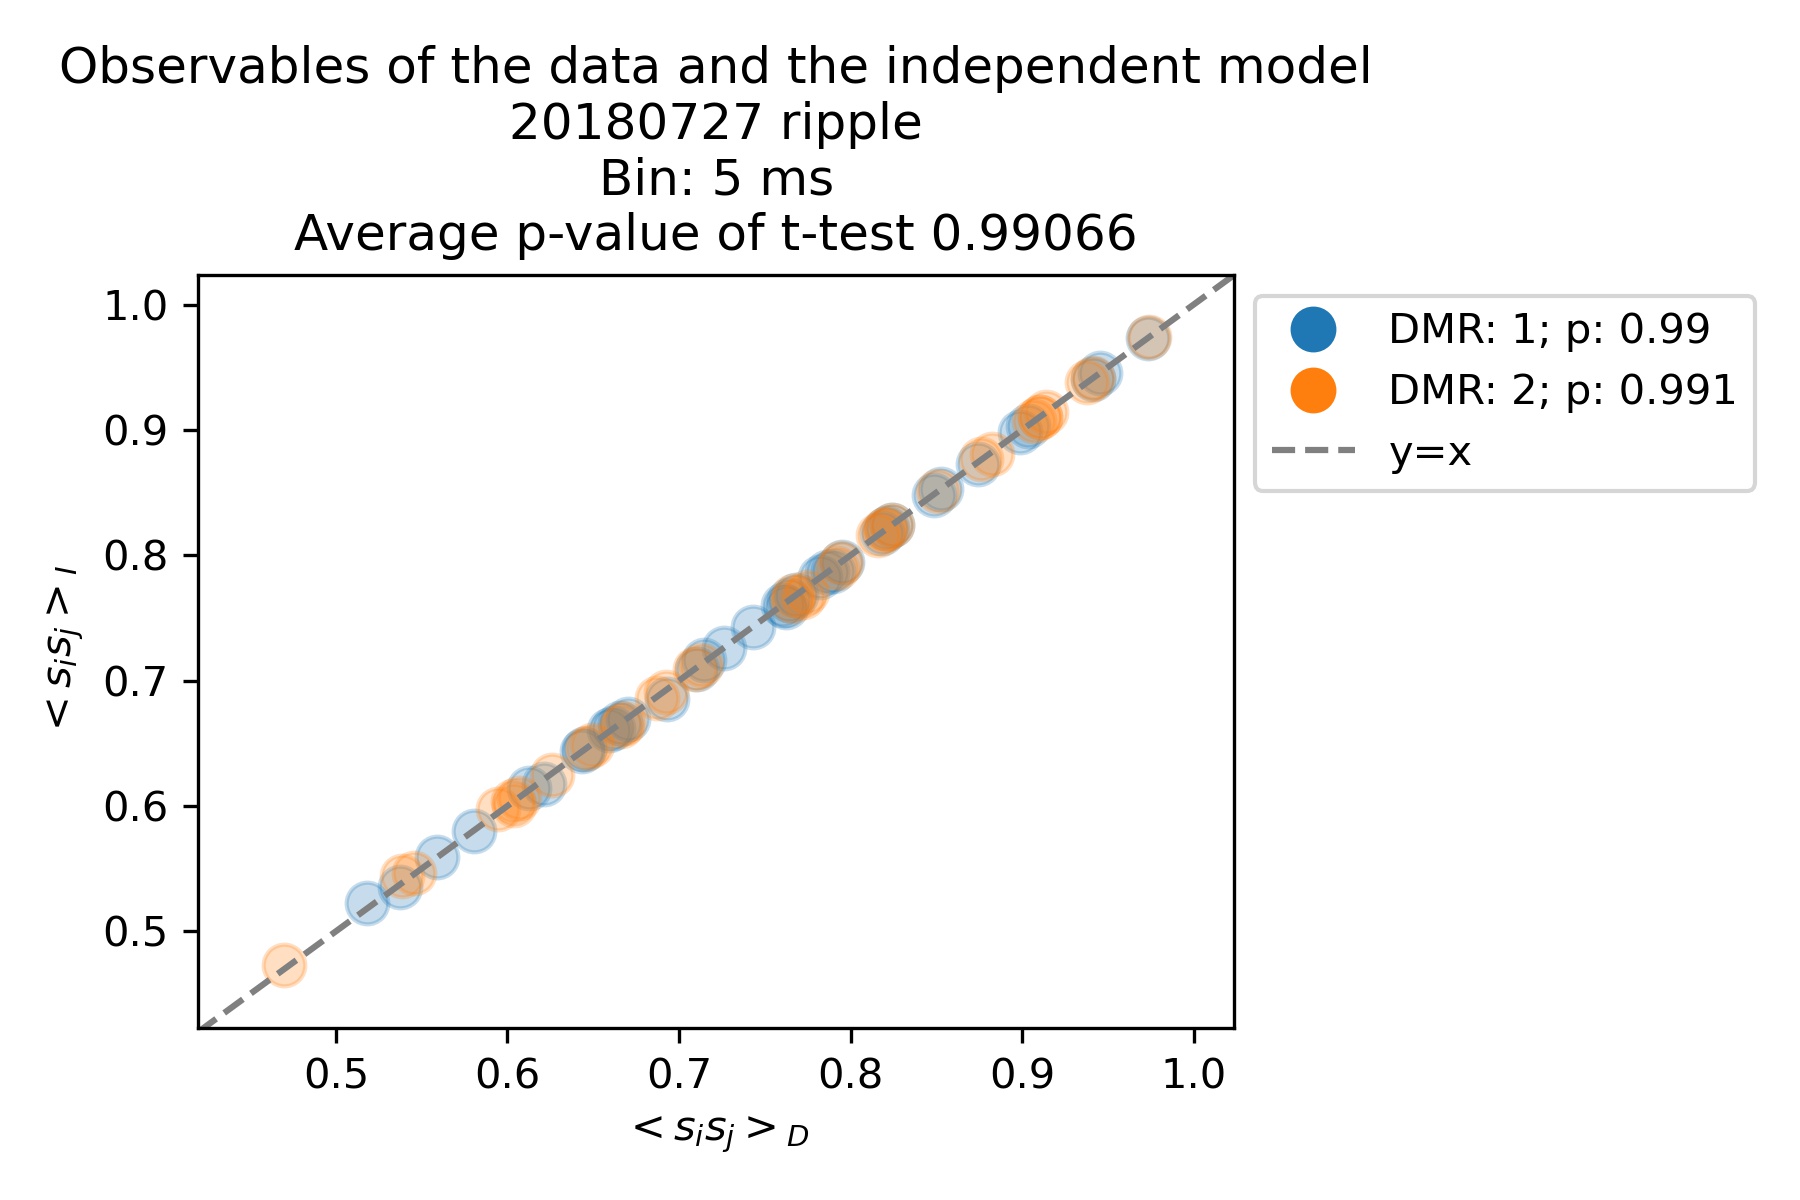 Observables of the data and the independent model
20180727 ripple
Bin: 5 ms
Average p-value of t-test 0.99066
1.0
0.9
0.8
0.7
0.6
0.5
< s_i s_j >_I
0.5 0.6 0.7 0.8 0.9 1.0
< s_i s_j >_D
DMR: 1; p: 0.99
DMR: 2; p: 0.991
y=x